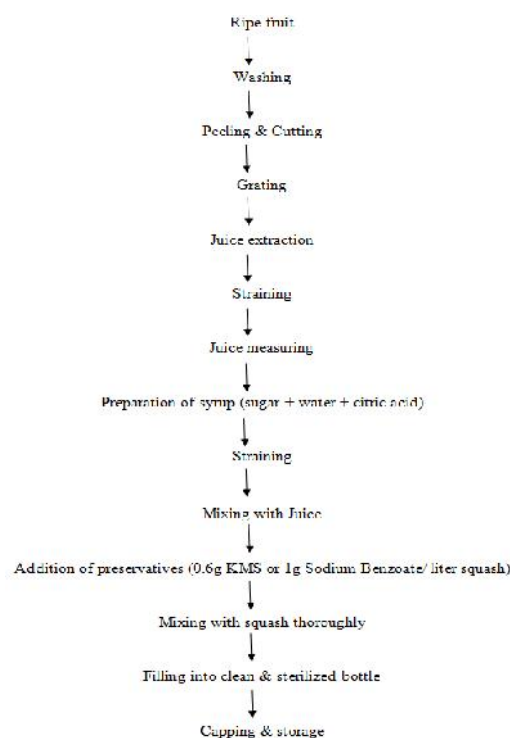 Ripe fruit
Washing
Peeling & Cutting
Grating
Juice extraction
Straining
Juice measuring
Preparation of syrup (sugar + water + citric acid)
Straining
Mixing with Juice
Addition of preservatives (0.6g KMS or 1g Sodium Benzoate/ liter squash)
Mixing with squash thoroughly
Filling into clean & sterilized bottle
Capping & storage